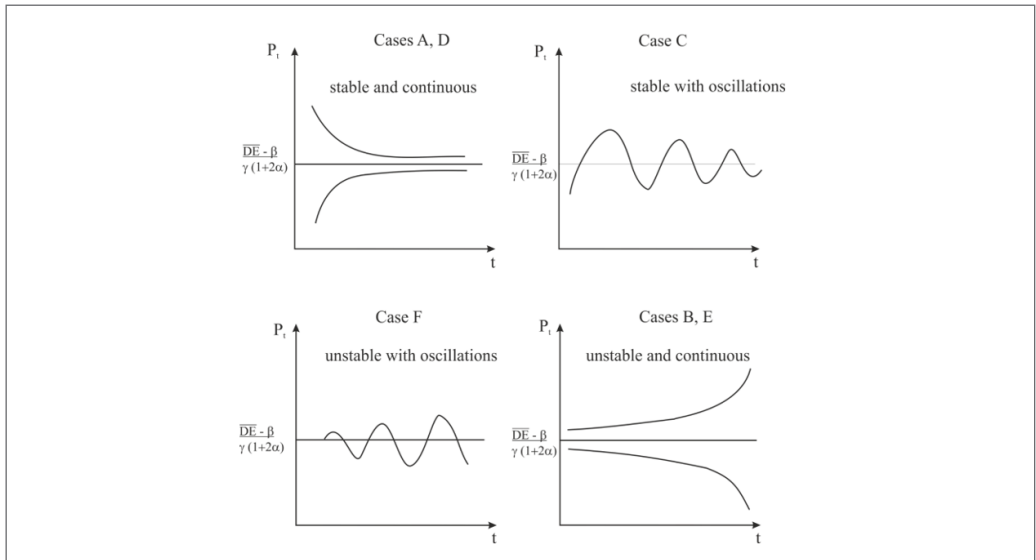 Cases A, D
Pₜ
stable and continuous
DE - β
γ (1+2α)
t
Case C
Pₜ
stable with oscillations
DE - β
γ (1+2α)
t
Case F
Pₜ
unstable with oscillations
DE - β
γ (1+2α)
t
Cases B, E
Pₜ
unstable and continuous
DE - β
γ (1+2α)
t